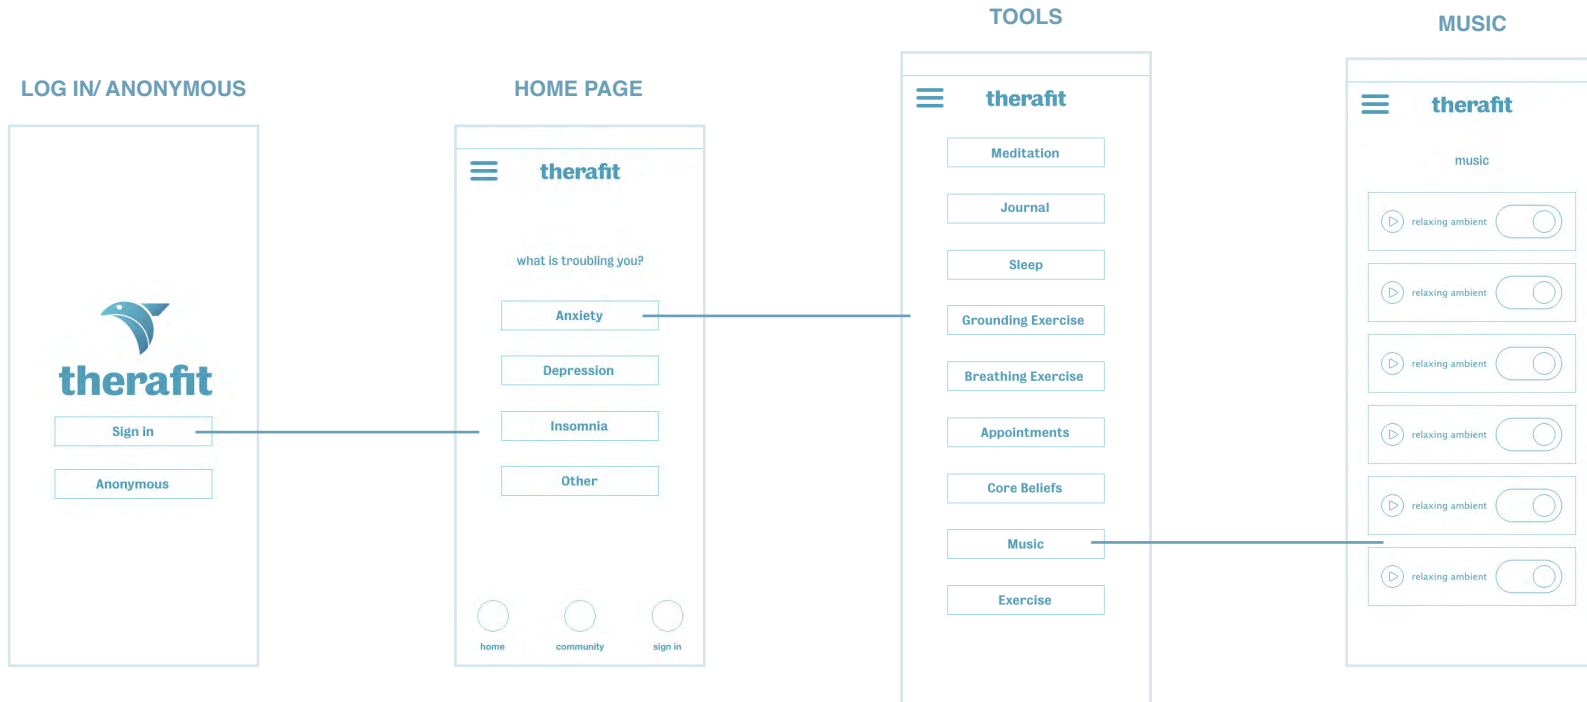 LOG IN/ ANONYMOUS
therafit
Sign in
Anonymous
HOME PAGE
therafit
what is troubling you?
Anxiety
Depression
Insomnia
Other
home
community
sign in
TOOLS
therafit
Meditation
Journal
Sleep
Grounding Exercise
Breathing Exercise
Appointments
Core Beliefs
Music
Exercise
MUSIC
therafit
music
relaxing ambient
relaxing ambient
relaxing ambient
relaxing ambient
relaxing ambient
relaxing ambient